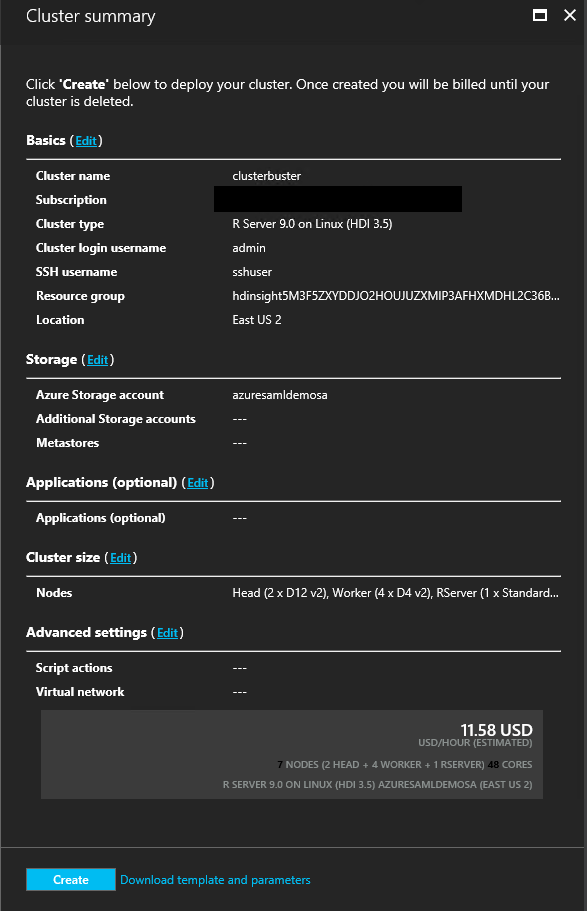 Cluster summary
Click 'Create' below to deploy your cluster. Once created you will be billed until your
cluster is deleted.
Basics (Edit)
Cluster name clusterbuster
Subscription
Cluster type R Server 9.0 on Linux (HDI 3.5)
Cluster login username admin
SSH username sshuser
Resource group hdinsight5M3F5ZXYDDJO2HOUJUZXMIP3AFHXMDHL2C36B...
Location East US 2
Storage (Edit)
Azure Storage account azuresamldemosa
Additional Storage accounts ---
Metastores ---
Applications (optional) (Edit)
Applications (optional) ---
Cluster size (Edit)
Nodes Head (2 x D12 v2), Worker (4 x D4 v2), RServer (1 x Standard...
Advanced settings (Edit)
Script actions ---
Virtual network ---
11.58 USD
USD/HOUR (ESTIMATED)
7 NODES (2 HEAD + 4 WORKER + 1 RSERVER) 48 CORES
R SERVER 9.0 ON LINUX (HDI 3.5) AZURESAMLDEMOSA (EAST US 2)
Create Download template and parameters